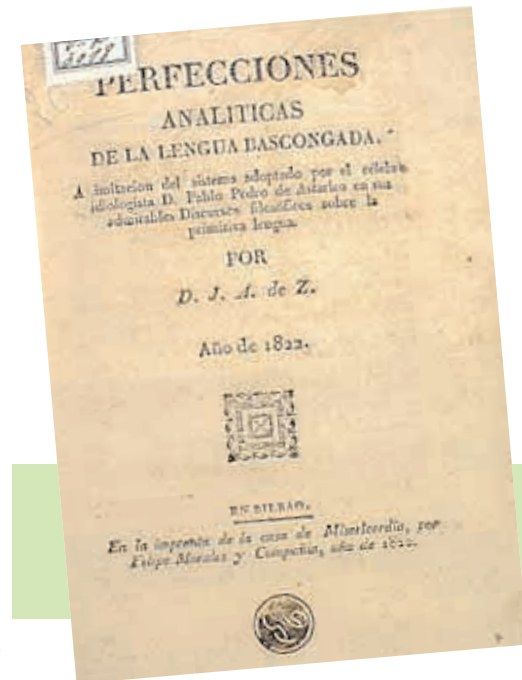 PERFECCIONES
ANALITICAS
DE LA LENGUA BASCONGADA.
A imitacion del sistema adoptado por el célebre
idiologista D. Pablo Pedro de Astarloa en sus
admirables Discursos filosóficos sobre la
primitiva lengua.
POR
D. J. A. de Z.
Año de 1822.
EN BILBAO.
En la imprenta de la casa de Misericordia, por
Felipe Morales y Compañia, año de 1822.